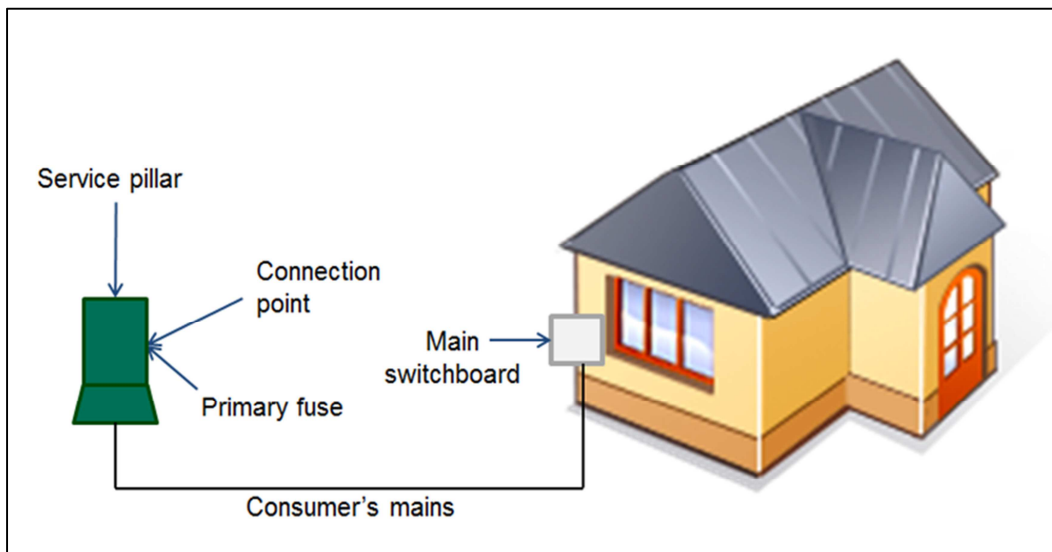 Service pillar
Connection
point
Main
switchboard
Primary fuse
Consumer's mains